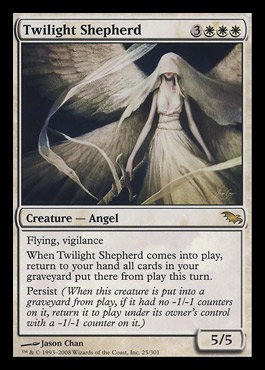 Twilight Shepherd 3
Creature — Angel
Flying, vigilance
When Twilight Shepherd comes into play,
return to your hand all cards in your
graveyard put there from play this turn.
Persist (When this creature is put into a
graveyard from play, if it had no -1/-1 counters
on it, return it to play under its owner's control
with a -1/-1 counter on it.)
Jason Chan
™ & © 1993–2008 Wizards of the Coast, Inc. 25/301
5/5